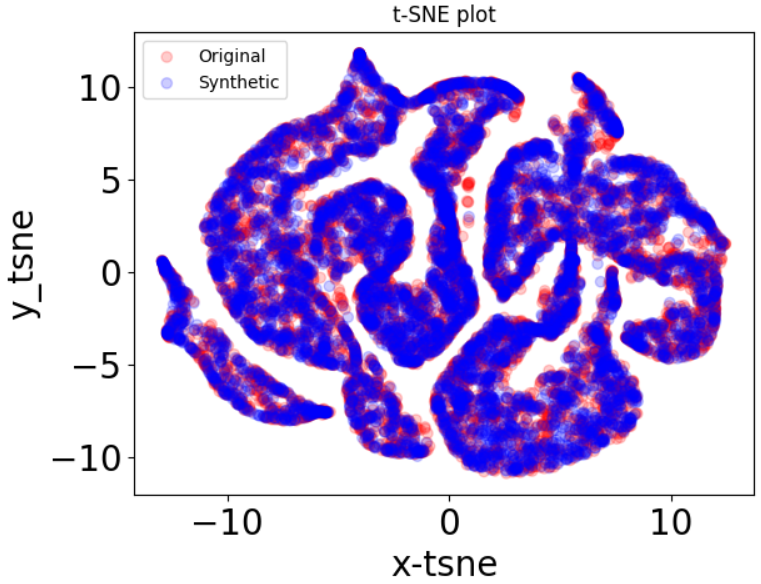 t-SNE plot
Original
Synthetic
10
5
0
−5
−10
y_tsne
−10
0
10
x-tsne